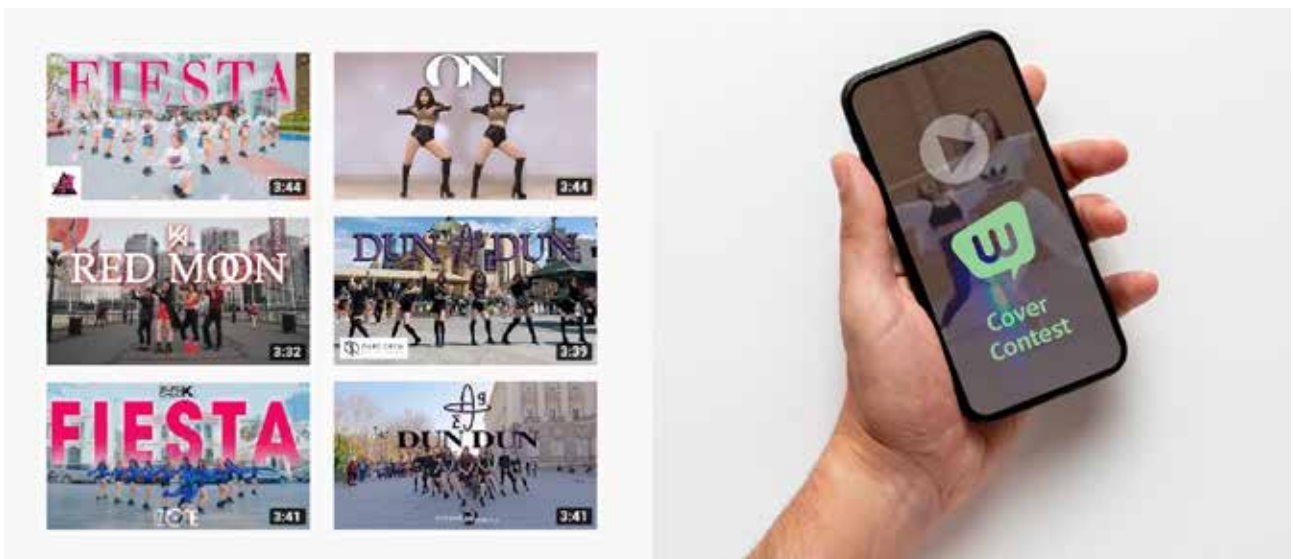 FIESTA
3:44
ON
3:44
RED MOON
3:32
DUN DUN
3:39
FIESTA
3:41
DUN DUN
3:41
W
Cover
Contest